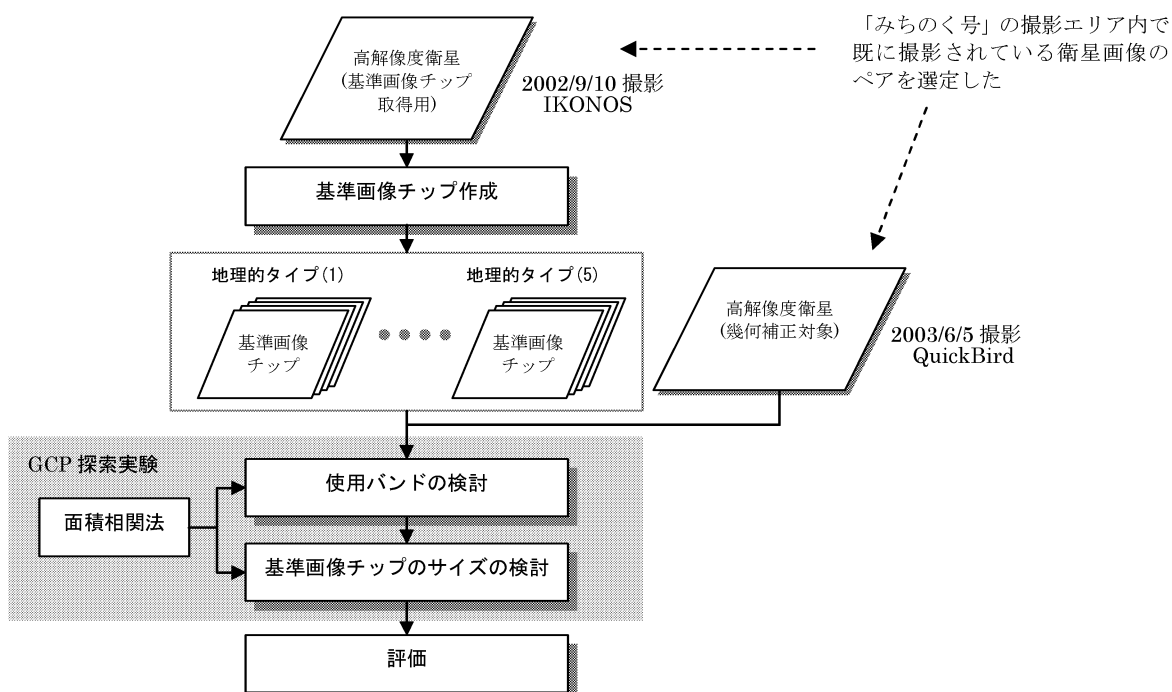 高解像度衛星
(基準画像チップ
取得用)
2002/9/10 撮影
IKONOS
「みちのく号」の撮影エリア内で
既に撮影されている衛星画像の
ペアを選定した
基準画像チップ作成
地理的タイプ(1)
地理的タイプ(5)
基準画像
チップ
基準画像
チップ
高解像度衛星
(幾何補正対象)
2003/6/5 撮影
QuickBird
GCP 探索実験
面積相関法
使用バンドの検討
基準画像チップのサイズの検討
評価